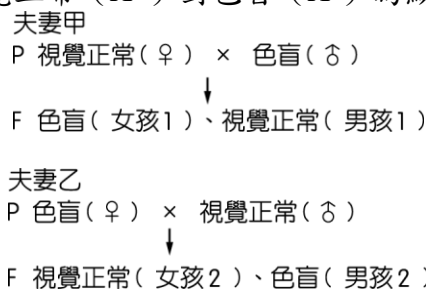 夫妻甲
P 視覺正常(♀) × 色盲(♂)
↓
F 色盲(女孩1)、視覺正常(男孩1)
夫妻乙
P 色盲(♀) × 視覺正常(♂)
↓
F 視覺正常(女孩2)、色盲(男孩2)